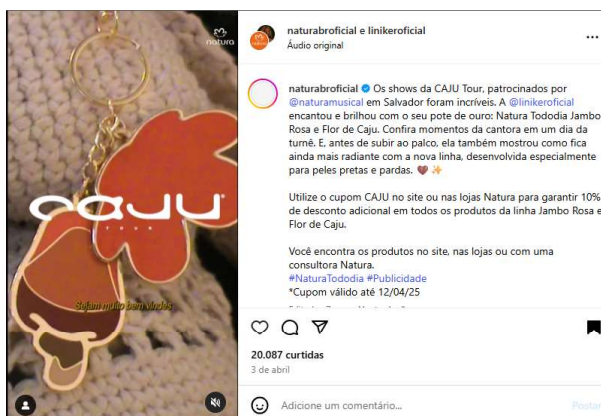 natura
caju
TOUR
Sejam muito bem vindes
naturabroficial e linikeroficial
Áudio original
naturabroficial Os shows da CAJU Tour, patrocinados por
@naturamusical em Salvador foram incríveis. A @linikeroficial
encantou e brilhou com o seu pote de ouro: Natura Tododia Jambo
Rosa e Flor de Caju. Confira momentos da cantora em um dia da
turnê. E, antes de subir ao palco, ela também mostrou como fica
ainda mais radiante com a nova linha, desenvolvida especialmente
para peles pretas e pardas.
Utilize o cupom CAJU no site ou nas lojas Natura para garantir 10%
de desconto adicional em todos os produtos da linha Jambo Rosa e
Flor de Caju.
Você encontra os produtos no site, nas lojas ou com uma
consultora Natura.
#NaturaTododia #Publicidade
*Cupom válido até 12/04/25
20.087 curtidas
3 de abril
Adicione um comentário...
Postar